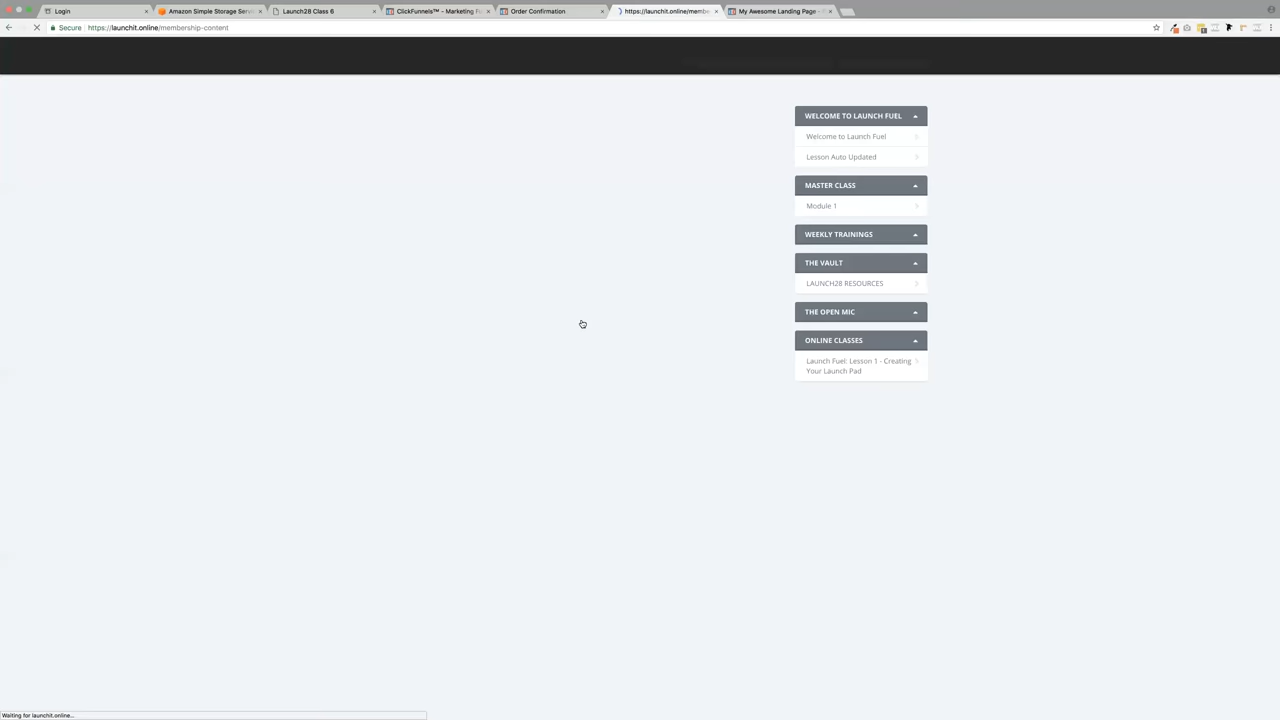 Login
Amazon Simple Storage Serv
Launch28 Class 6
ClickFunnels™ - Marketing Fu
Order Confirmation
https://launchit.online/membe
My Awesome Landing Page -
Secure
https://launchit.online/membership-content
WELCOME TO LAUNCH FUEL
Welcome to Launch Fuel
Lesson Auto Updated
MASTER CLASS
Module 1
WEEKLY TRAININGS
THE VAULT
LAUNCH28 RESOURCES
THE OPEN MIC
ONLINE CLASSES
Launch Fuel: Lesson 1 - Creating
Your Launch Pad
Waiting for launchit.online...